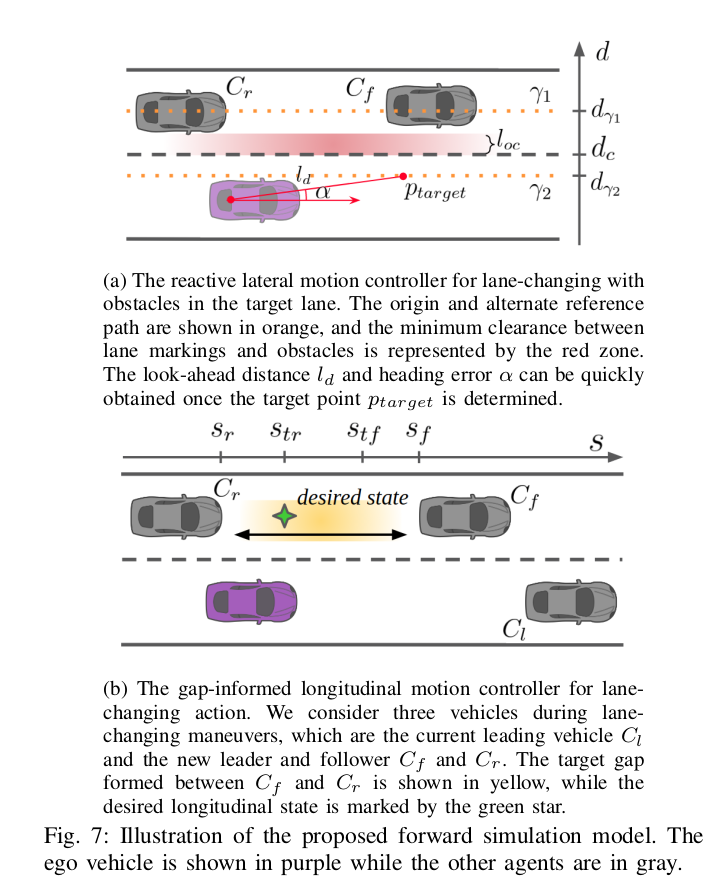 d
C_r
C_f
γ_1
d_{γ_1}
l_{oc}
d_c
l_d
α
p_{target}
γ_2
d_{γ_2}
(a) The reactive lateral motion controller for lane-changing with
obstacles in the target lane. The origin and alternate reference
path are shown in orange, and the minimum clearance between
lane markings and obstacles is represented by the red zone.
The look-ahead distance l_d and heading error α can be quickly
obtained once the target point p_{target} is determined.
s_r s_{tr} s_{tf} s_f
s
C_r
desired state
C_f
C_l
(b) The gap-informed longitudinal motion controller for lane-
changing action. We consider three vehicles during lane-
changing maneuvers, which are the current leading vehicle C_l
and the new leader and follower C_f and C_r. The target gap
formed between C_f and C_r is shown in yellow, while the
desired longitudinal state is marked by the green star.
Fig. 7: Illustration of the proposed forward simulation model. The
ego vehicle is shown in purple while the other agents are in gray.